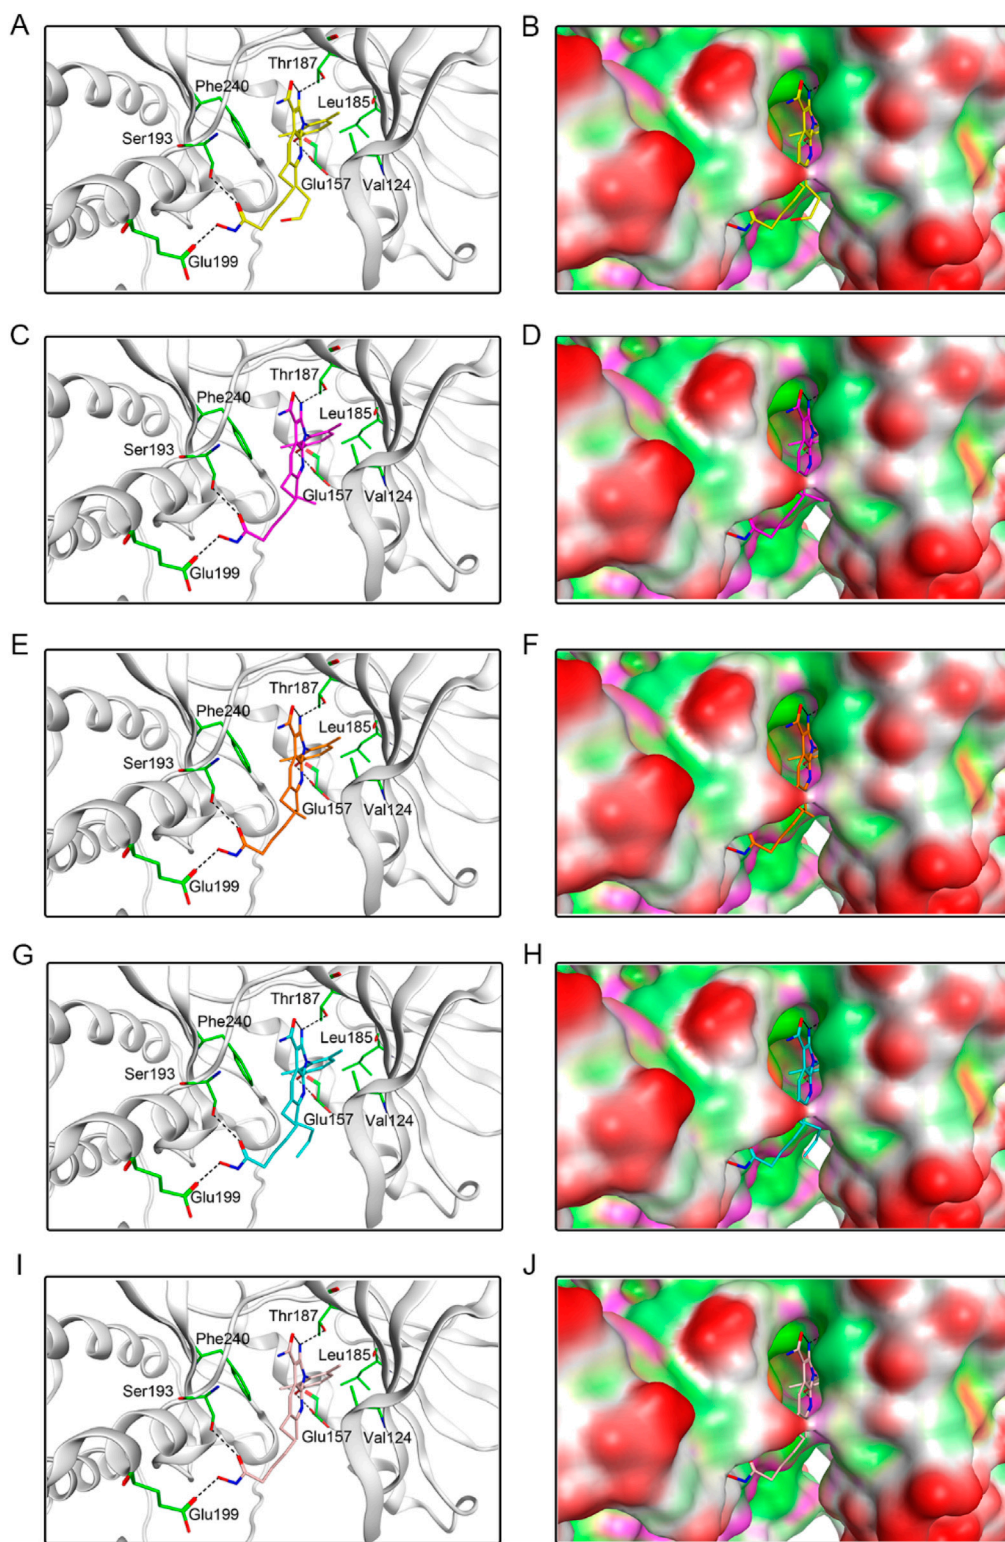 A
B
Thr187
Phe240
Leu185
Ser193
Glu157
Val124
Glu199
C
D
Thr187
Phe240
Leu185
Ser193
Glu157
Val124
Glu199
E
F
Thr187
Phe240
Leu185
Ser193
Glu157
Val124
Glu199
G
H
Thr187
Phe240
Leu185
Ser193
Glu157
Val124
Glu199
I
J
Thr187
Phe240
Leu185
Ser193
Glu157
Val124
Glu199